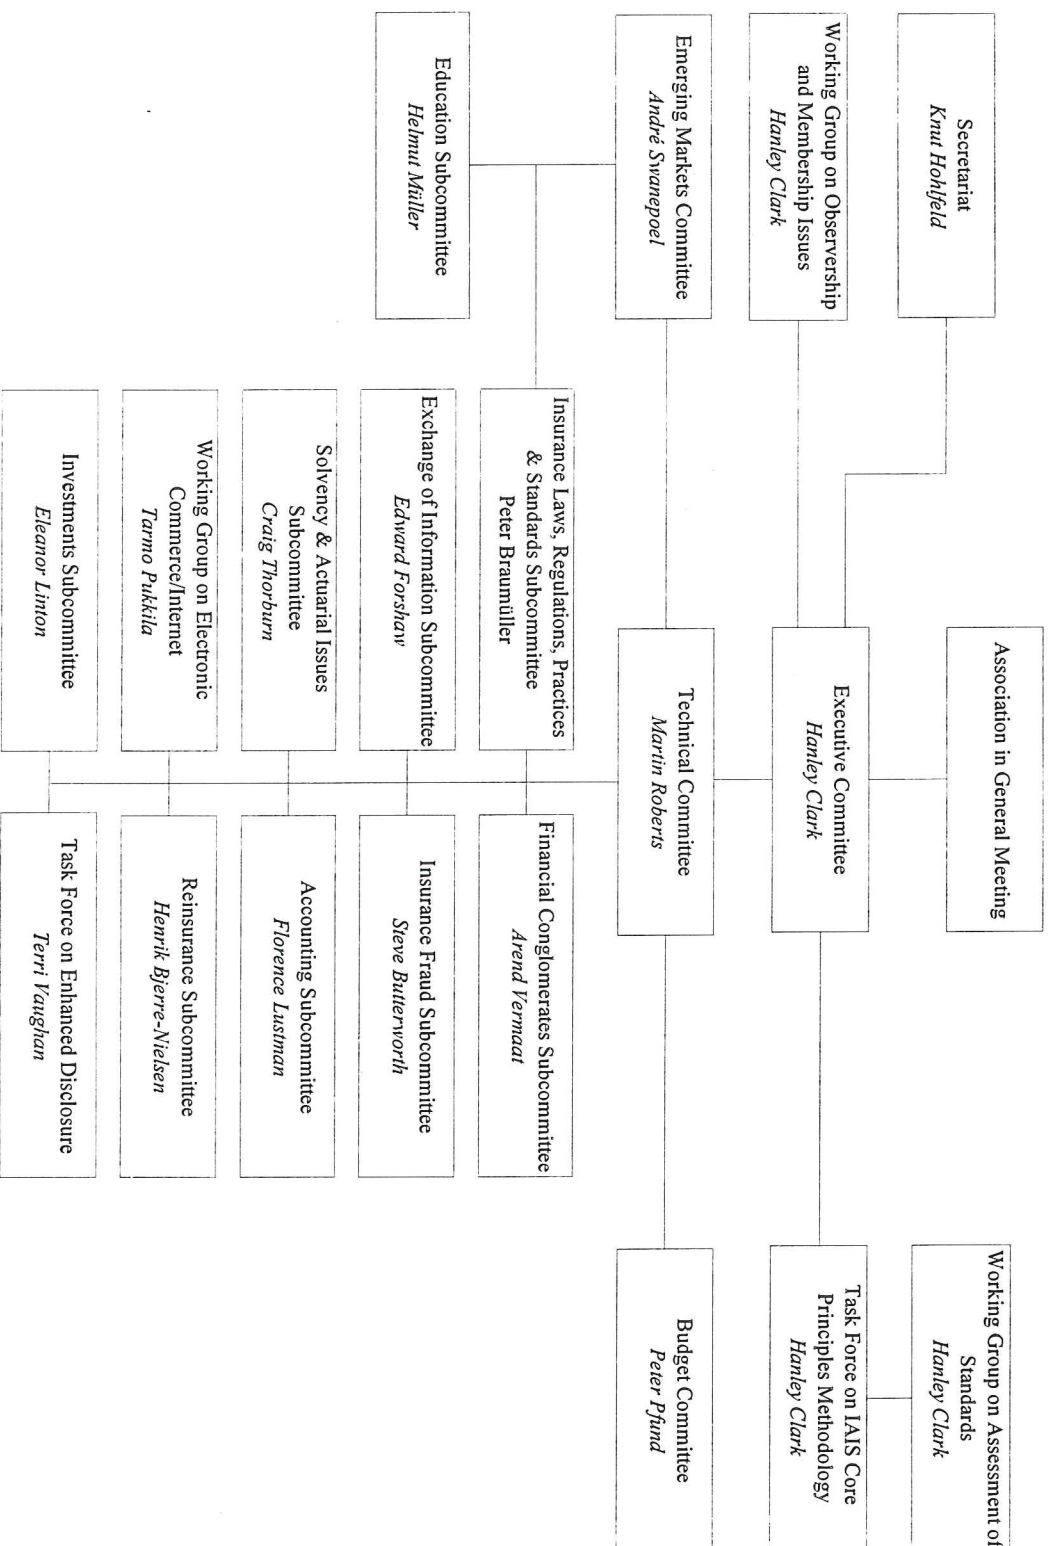 Association in General Meeting
Secretariat
Knut Hohlfeld
Working Group on Assessment of
Standards
Hanley Clark
Working Group on Observership
and Membership Issues
Hanley Clark
Executive Committee
Hanley Clark
Task Force on IAIS Core
Principles Methodology
Hanley Clark
Emerging Markets Committee
André Swanepoel
Technical Committee
Martin Roberts
Budget Committee
Peter Pfund
Education Subcommittee
Helmut Müller
Insurance Laws, Regulations, Practices
& Standards Subcommittee
Peter Braumüller
Financial Conglomerates Subcommittee
Arend Vermaat
Exchange of Information Subcommittee
Edward Forshaw
Insurance Fraud Subcommittee
Steve Butterworth
Solvency & Actuarial Issues
Subcommittee
Craig Thorburn
Accounting Subcommittee
Florence Lustman
Working Group on Electronic
Commerce/Internet
Tarmo Pukkila
Reinsurance Subcommittee
Henrik Bjerre-Nielsen
Investments Subcommittee
Eleanor Linton
Task Force on Enhanced Disclosure
Terri Vaughan